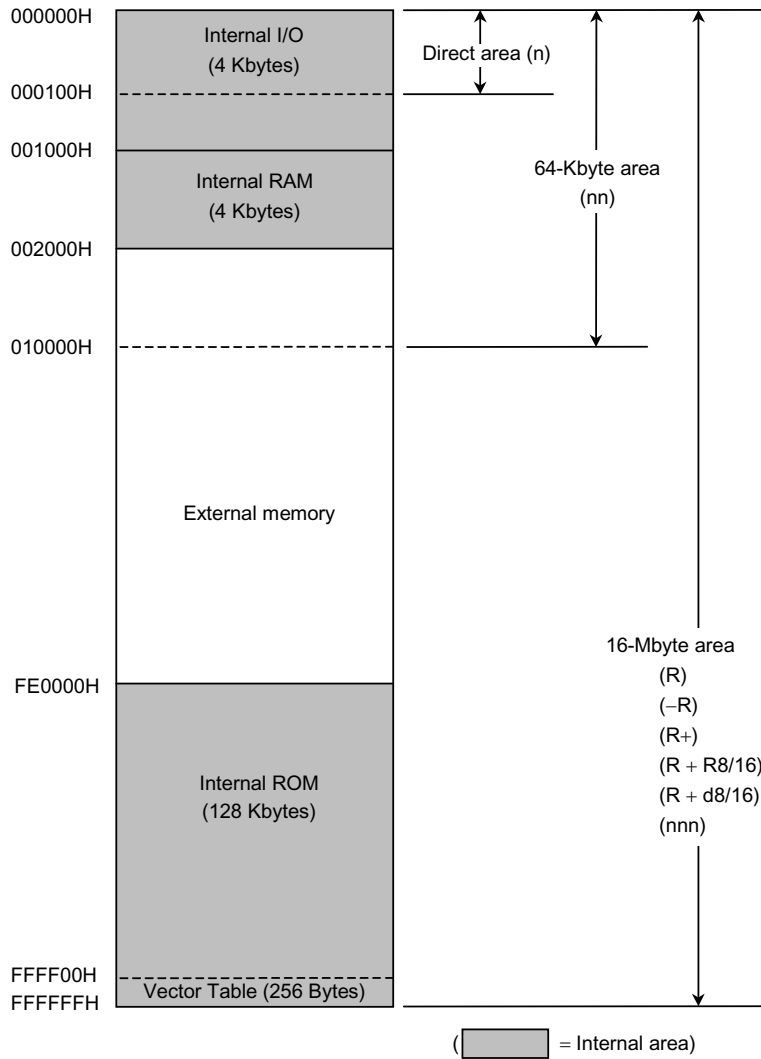 000000H
Internal I/O
(4 Kbytes)
Direct area (n)
000100H
001000H
64-Kbyte area
(nn)
Internal RAM
(4 Kbytes)
002000H
010000H
External memory
16-Mbyte area
(R)
(−R)
(R+)
(R + R8/16)
(R + d8/16)
(nnn)
FE0000H
Internal ROM
(128 Kbytes)
FFFF00H
Vector Table (256 Bytes)
FFFFFFH
( = Internal area)